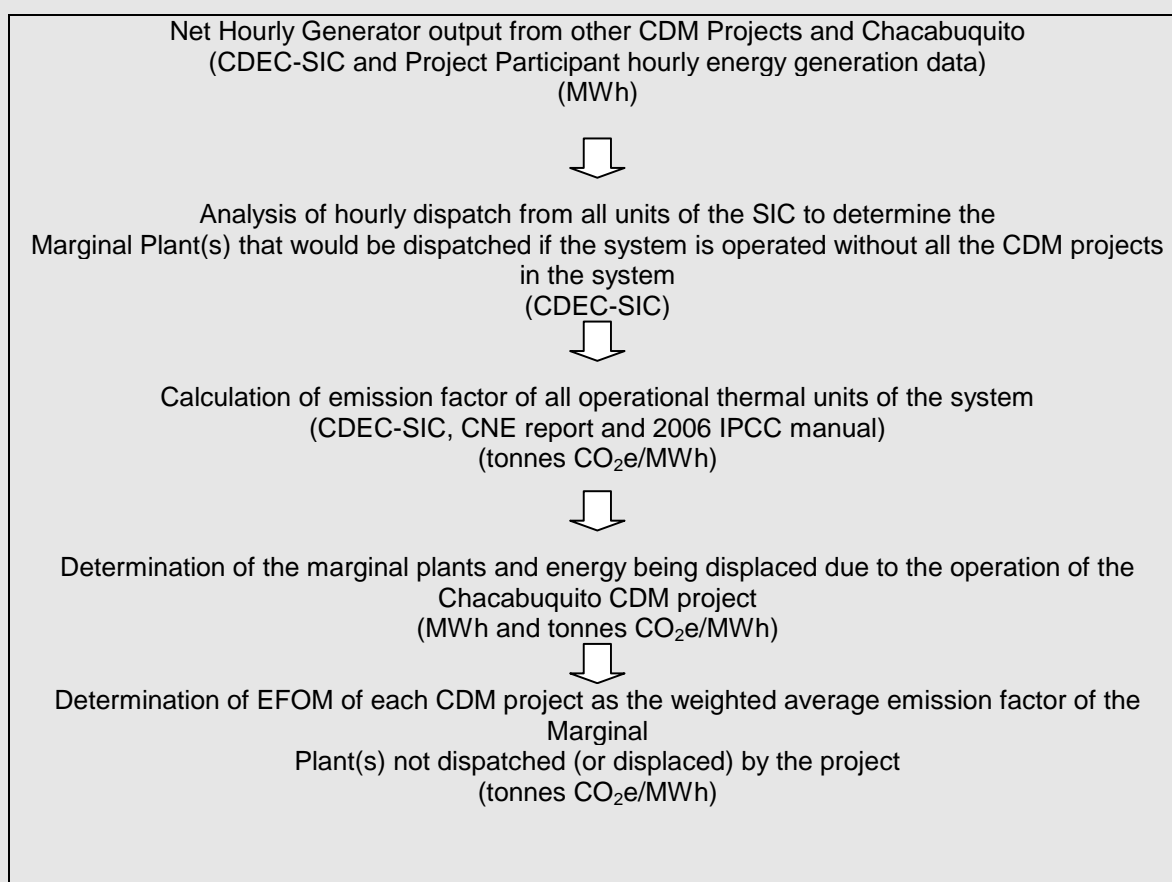 Net Hourly Generator output from other CDM Projects and Chacabuquito
(CDEC-SIC and Project Participant hourly energy generation data)
(MWh)
Analysis of hourly dispatch from all units of the SIC to determine the
Marginal Plant(s) that would be dispatched if the system is operated without all the CDM projects
in the system
(CDEC-SIC)
Calculation of emission factor of all operational thermal units of the system
(CDEC-SIC, CNE report and 2006 IPCC manual)
(tonnes CO₂e/MWh)
Determination of the marginal plants and energy being displaced due to the operation of the
Chacabuquito CDM project
(MWh and tonnes CO₂e/MWh)
Determination of EFOM of each CDM project as the weighted average emission factor of the
Marginal
Plant(s) not dispatched (or displaced) by the project
(tonnes CO₂e/MWh)